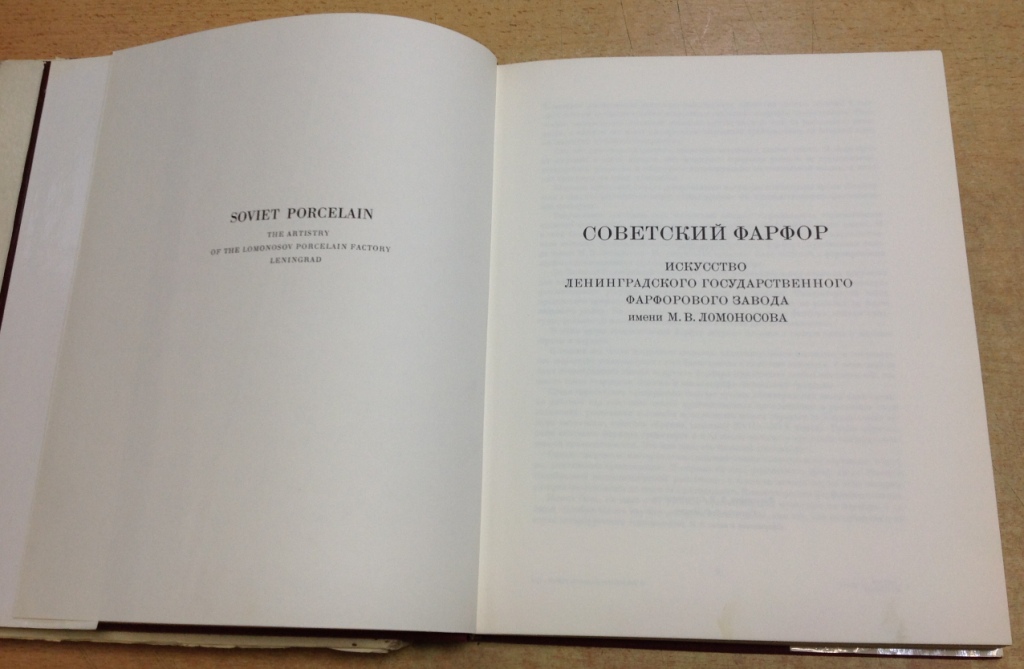 SOVIET PORCELAIN
THE ARTISTRY
OF THE LOMONOSOV PORCELAIN FACTORY
LENINGRAD
СОВЕТСКИЙ ФАРФОР
ИСКУССТВО
ЛЕНИНГРАДСКОГО ГОСУДАРСТВЕННОГО
ФАРФОРОВОГО ЗАВОДА
имени М. В. ЛОМОНОСОВА